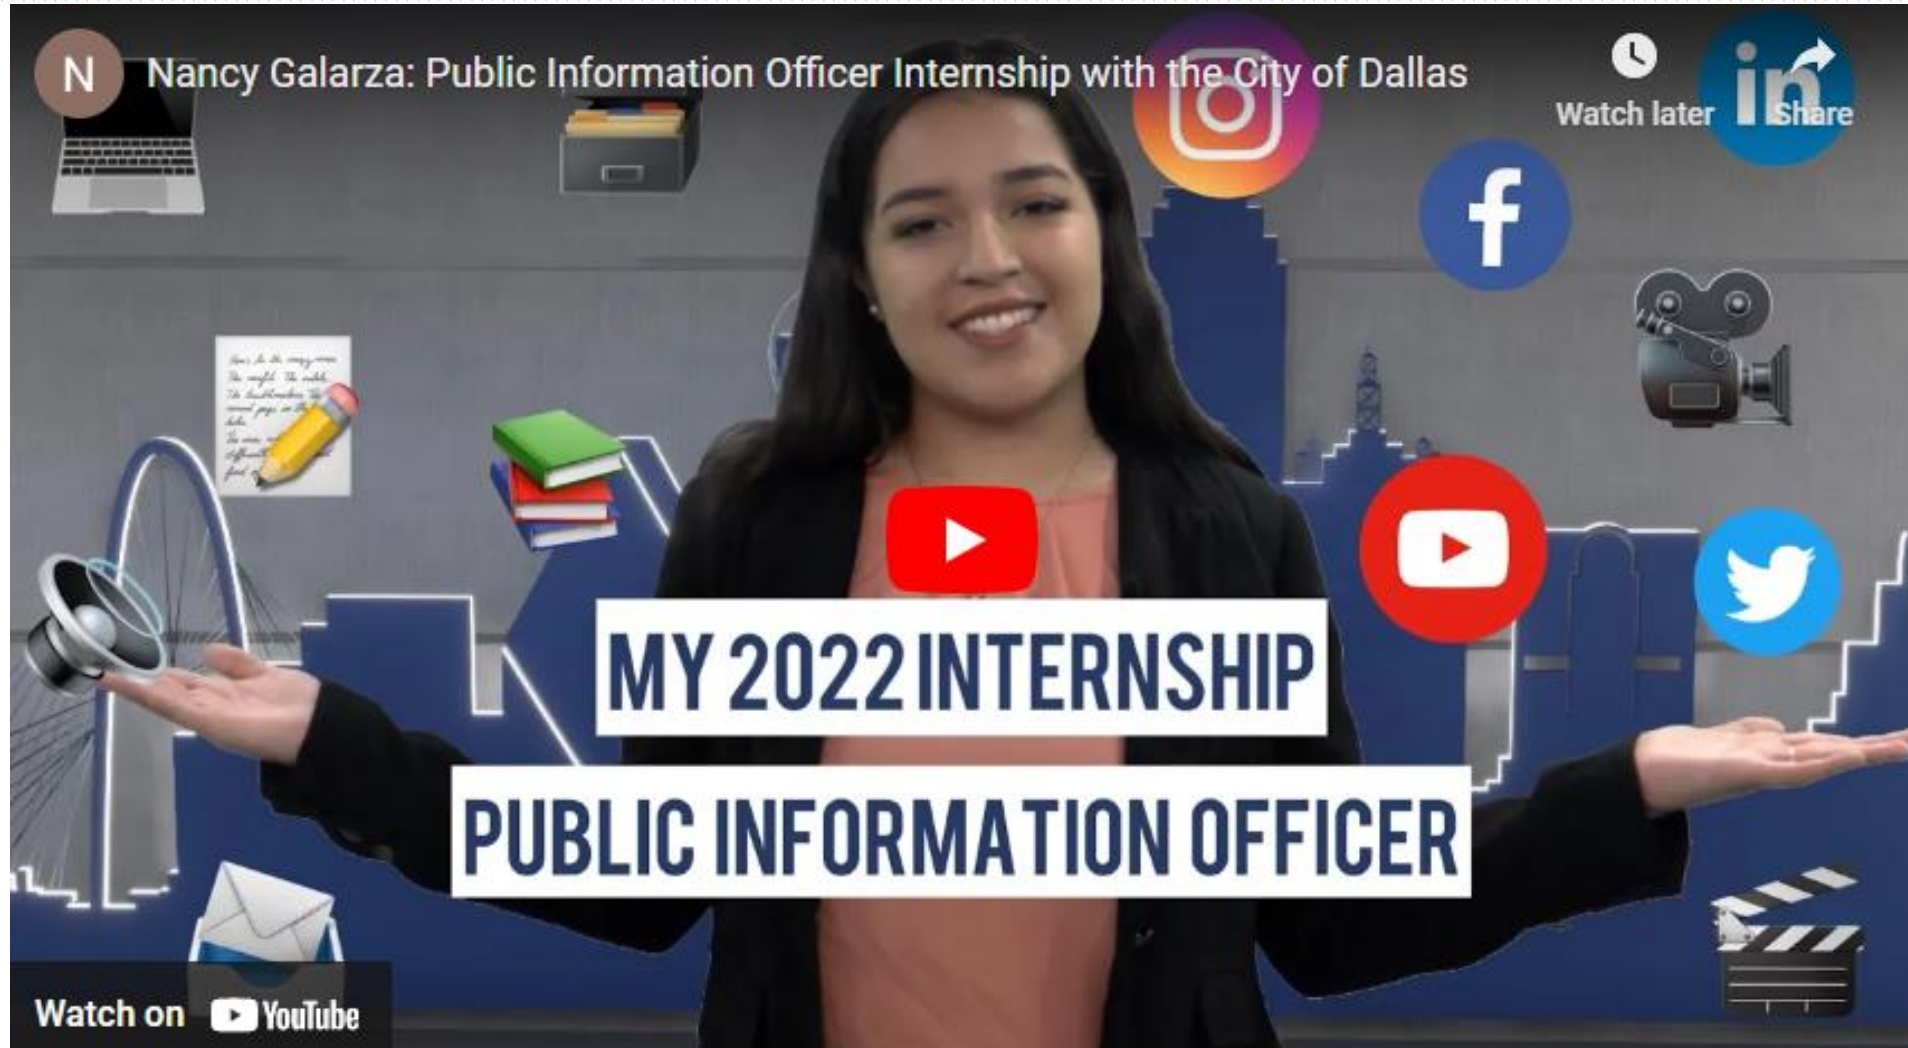 N
Nancy Galarza: Public Information Officer Internship with the City of Dallas
Watch later
Share
in
f
MY 2022 INTERNSHIP
PUBLIC INFORMATION OFFICER
Watch on YouTube